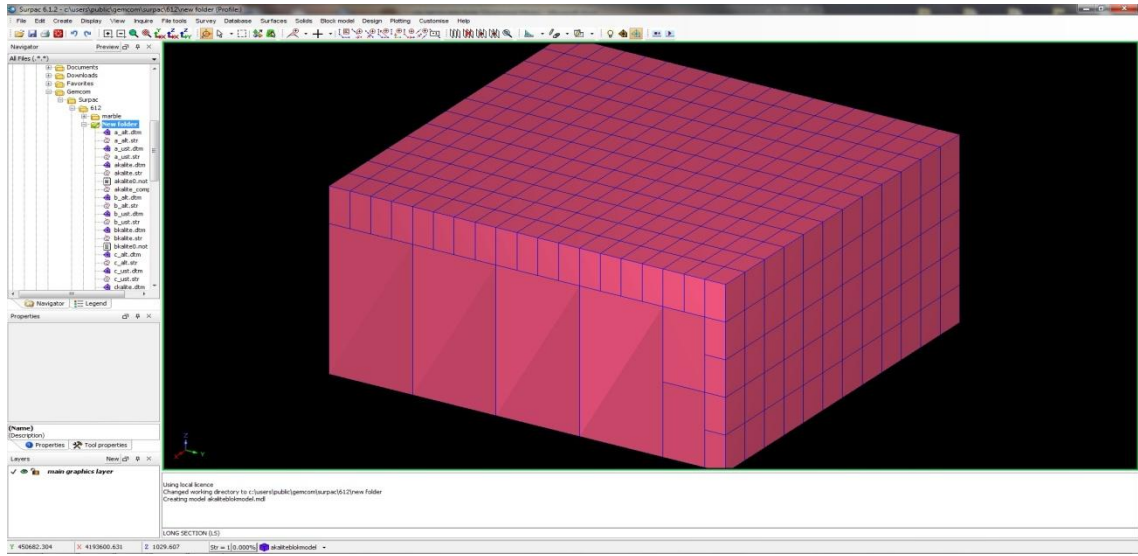 Surpac 6.1.2 - c:\users\public\gemcom\surpac\612\new folder (Profile:)
File Edit Create Display View Inquire File tools Survey Database Surfaces Solids Block model Design Plotting Customise Help
Navigator Preview
All Files (*.*)
Documents
Downloads
Favorites
Gemcom
Surpac
612
marble
New folder
a_alt.dtm
a_alt.str
a_ust.dtm
a_ust.str
akalite.dtm
akalite.str
akalite0.not
akalite_comp
b_alt.dtm
b_alt.str
b_ust.dtm
b_ust.str
bkalite.dtm
bkalite.str
bkalite0.not
c_alt.dtm
c_alt.str
c_ust.dtm
c_ust.str
ckalite.dtm
Navigator Legend
Properties
(Name)
(Description)
Properties Tool properties
Layers New
main graphics layer
Z
X Y
Using local licence
Changed working directory to c:\users\public\gemcom\surpac\612\new folder
Creating model akaliteblokmodel.mdl
LONG SECTION (LS)
Y 450682.304 X 4193600.631 Z 1029.607 Str = 1 0.000% akaliteblokmodel